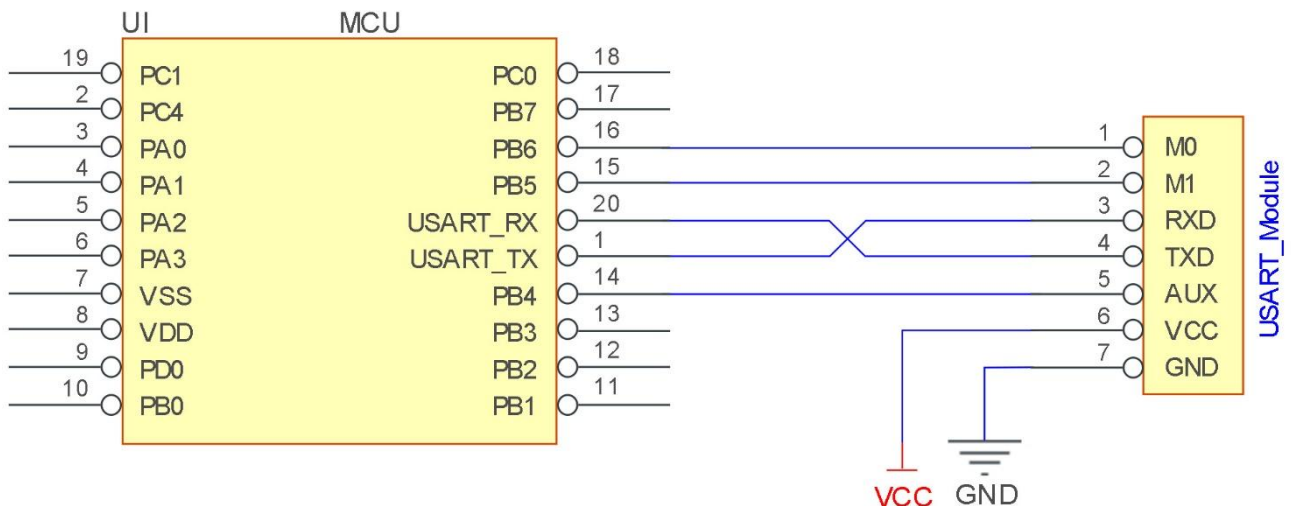 UI MCU
19 PC1 PC0 18
2 PC4 PB7 17
3 PA0 PB6 16 1 M0
4 PA1 PB5 15 2 M1
5 PA2 USART_RX 20 3 RXD
6 PA3 USART_TX 1 4 TXD
7 VSS PB4 14 5 AUX
8 VDD PB3 13 6 VCC
9 PD0 PB2 12 7 GND
10 PB0 PB1 11
USART_Module
VCC GND